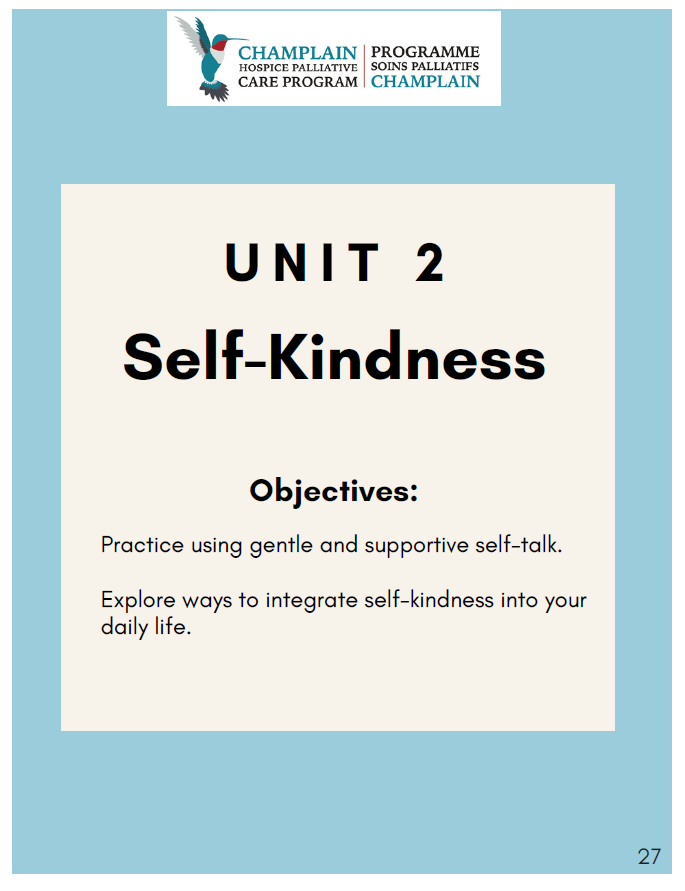 CHAMPLAIN
HOSPICE PALLIATIVE
CARE PROGRAM
PROGRAMME
SOINS PALLIATIFS
CHAMPLAIN
UNIT 2
Self-Kindness
Objectives:
Practice using gentle and supportive self-talk.
Explore ways to integrate self-kindness into your
daily life.
27